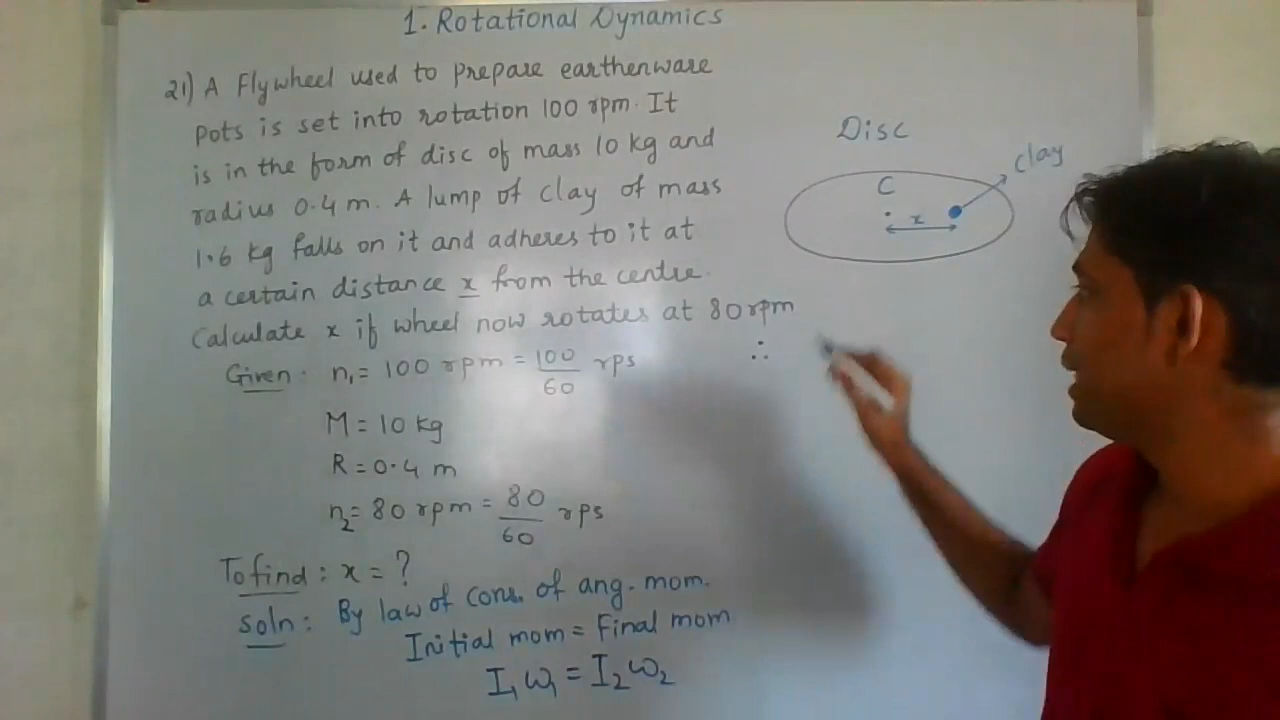 1. Rotational Dynamics
21) A Flywheel used to prepare earthenware
pots is set into rotation 100 rpm. It
is in the form of disc of mass 10 kg and
radius 0.4 m. A lump of clay of mass
1.6 kg falls on it and adheres to it at
a certain distance x from the centre.
Calculate x if wheel now rotates at 80 rpm
Given: n₁ = 100 rpm = 100/60 rps
M = 10 kg
R = 0.4 m
n₂ = 80 rpm = 80/60 rps
To find: x = ?
Soln: By law of cons. of ang. mom.
Initial mom = Final mom
I₁ω₁ = I₂ω₂
Disc
clay
C
x
∴